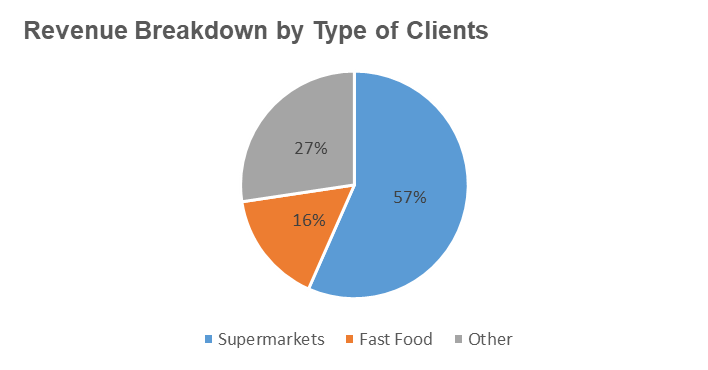 Revenue Breakdown by Type of Clients
27%
57%
16%
Supermarkets Fast Food Other